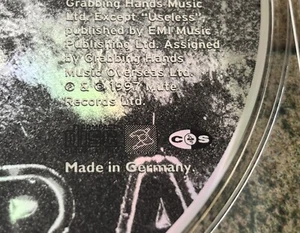 Grabbing Hands Music
Ltd. Except "Useless",
published by EMI Music
Publishing Ltd. Assigned
by Grabbing Hands
Music Overseas Ltd.
℗ & © 1997 Mute
Records Ltd.
Made in Germany.